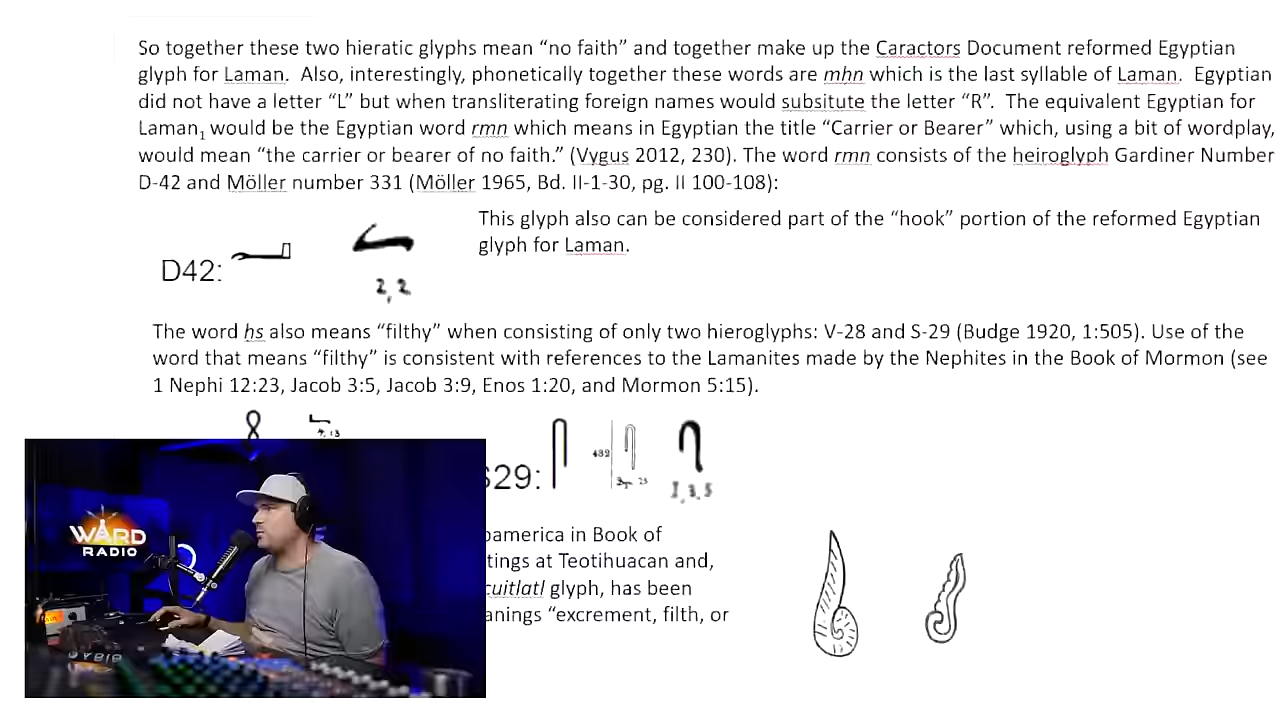 So together these two hieratic glyphs mean “no faith” and together make up the Caractors Document reformed Egyptian
glyph for Laman.  Also, interestingly, phonetically together these words are mhn which is the last syllable of Laman.  Egyptian
did not have a letter “L” but when transliterating foreign names would subsitute the letter “R”.  The equivalent Egyptian for
Laman, would be the Egyptian word rmn which means in Egyptian the title “Carrier or Bearer” which, using a bit of wordplay,
would mean “the carrier or bearer of no faith.” (Vygus 2012, 230). The word rmn consists of the heiroglyph Gardiner Number
D-42 and Möller number 331 (Möller 1965, Bd. II-1-30, pg. II 100-108):
This glyph also can be considered part of the “hook” portion of the reformed Egyptian
glyph for Laman.
D42:
2, 2
The word hs also means “filthy” when consisting of only two hieroglyphs: V-28 and S-29 (Budge 1920, 1:505). Use of the
word that means “filthy” is consistent with references to the Lamanites made by the Nephites in the Book of Mormon (see
1 Nephi 12:23, Jacob 3:5, Jacob 3:9, Enos 1:20, and Mormon 5:15).
S29:
1, 3, 5
WARD
RADIO
oamerica in Book of
tings at Teotihuacan and,
cuitlatl glyph, has been
anings “excrement, filth, or